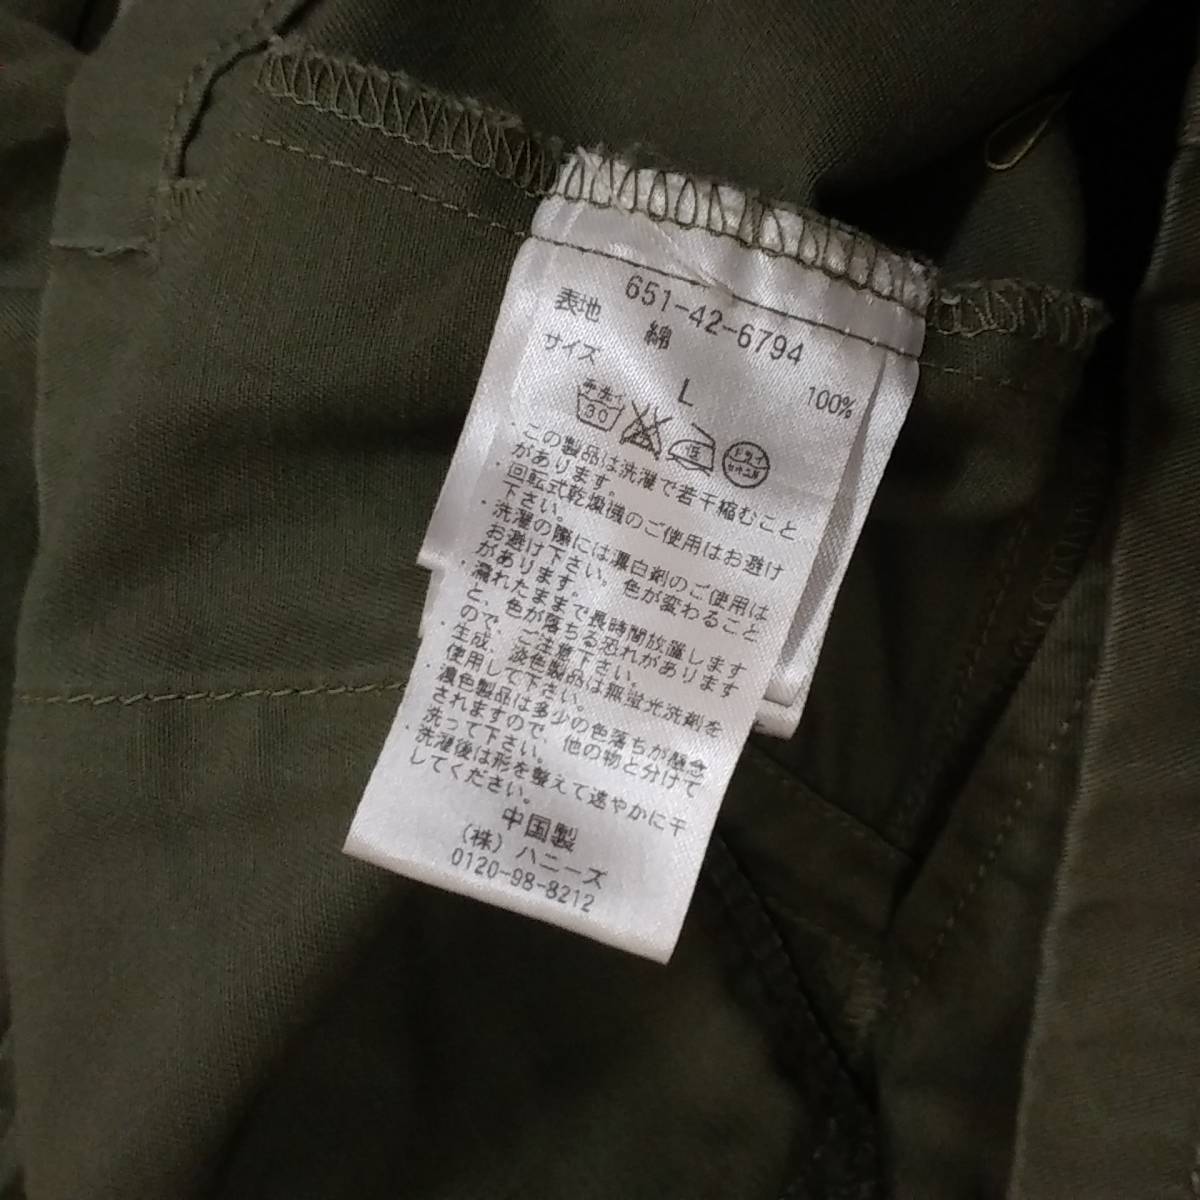 651-42-6794
表地 綿 100%
サイズ L
手洗イ
30
中
ドライ
セキユ系
・この製品は洗濯で若干縮むこと
があります。
・回転式乾燥機のご使用はお避け
下さい。
・洗濯の際には漂白剤のご使用は
お避け下さい。色が変わること
があります。
・濡れたままで長時間放置します
と、色が落ちる恐れがあります
ので、ご注意下さい。
・生成、淡色製品は無蛍光洗剤を
使用して下さい。
・濃色製品は多少の色落ちが懸念
されますので、他の物と分けて
洗って下さい。
・洗濯後は形を整えて速やかに干
してください。
中国製
(株)ハニーズ
0120-98-8212